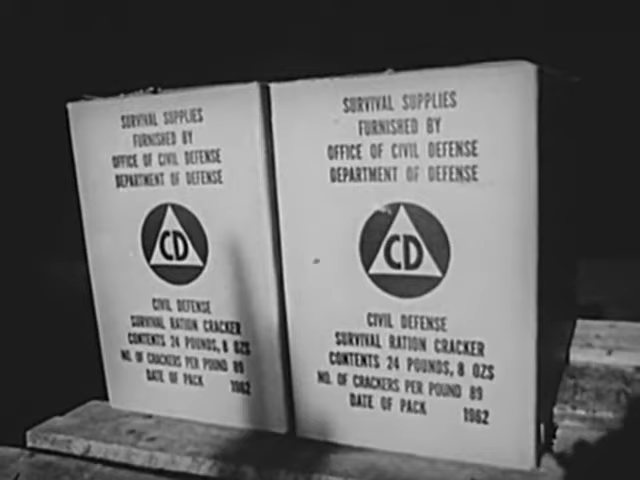 SURVIVAL SUPPLIES
FURNISHED BY
OFFICE OF CIVIL DEFENSE
DEPARTMENT OF DEFENSE
CD
CIVIL DEFENSE
SURVIVAL RATION CRACKER
CONTENTS 24 POUNDS, 8 OZS
NO. OF CRACKERS PER POUND 89
DATE OF PACK 1962
SURVIVAL SUPPLIES
FURNISHED BY
OFFICE OF CIVIL DEFENSE
DEPARTMENT OF DEFENSE
CD
CIVIL DEFENSE
SURVIVAL RATION CRACKER
CONTENTS 24 POUNDS, 8 OZS
NO. OF CRACKERS PER POUND 89
DATE OF PACK 1962